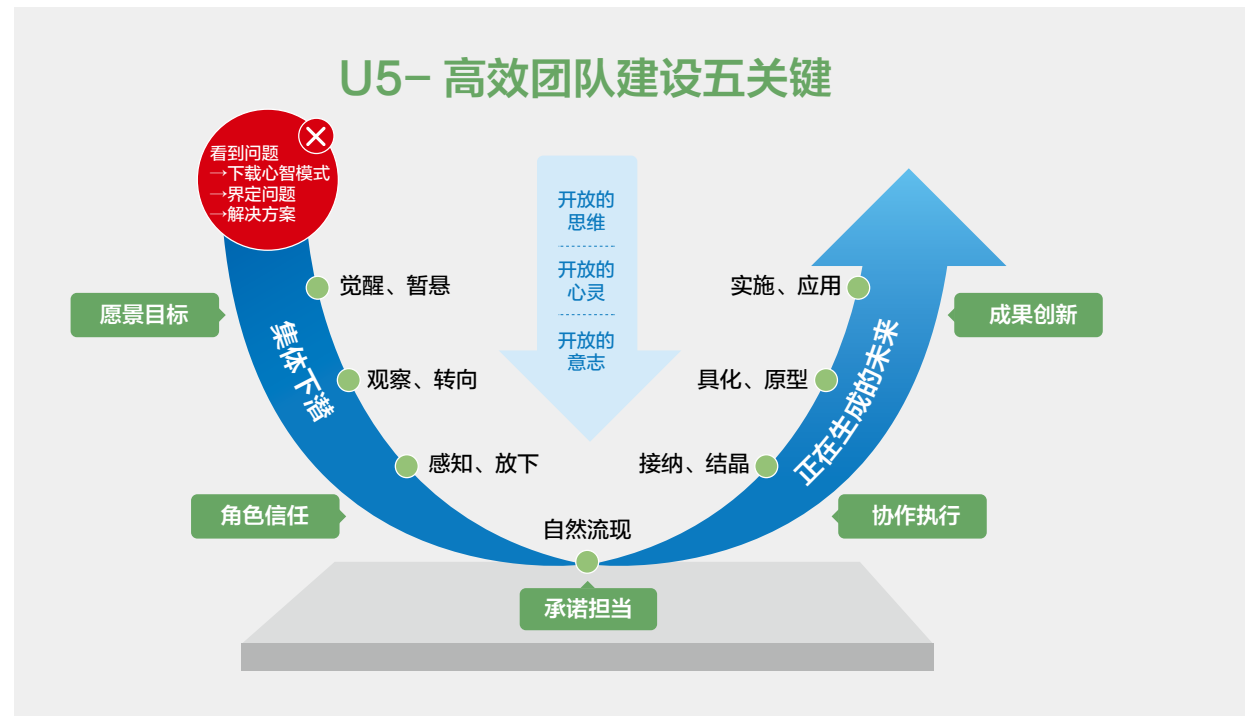 U5- 高效团队建设五关键
看到问题
→下载心智模式
→界定问题
→解决方案
开放的
思维
开放的
心灵
开放的
意志
觉醒、暂悬
实施、应用
愿景目标
成果创新
集体下潜
正在生成的未来
观察、转向
具化、原型
感知、放下
接纳、结晶
角色信任
协作执行
自然流现
承诺担当